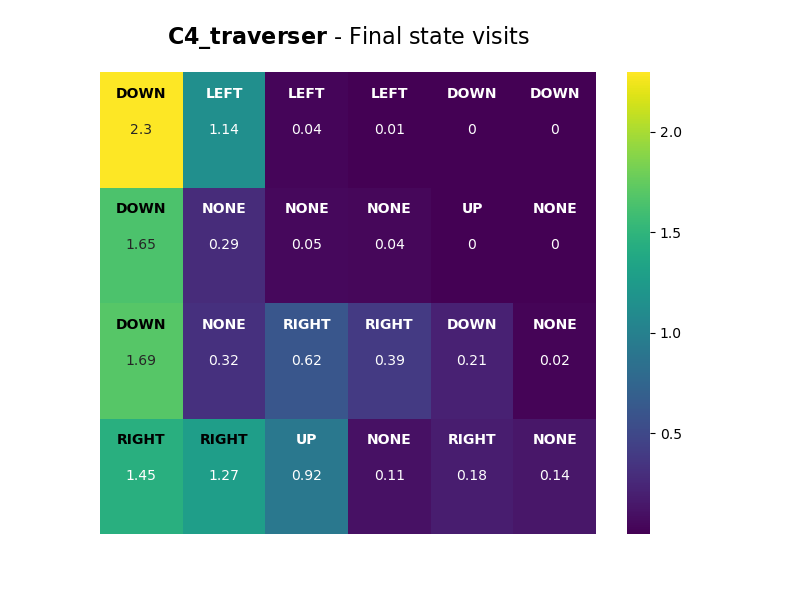 C4_traverser - Final state visits
DOWN LEFT LEFT LEFT DOWN DOWN
2.3 1.14 0.04 0.01 0 0
DOWN NONE NONE NONE UP NONE
1.65 0.29 0.05 0.04 0 0
DOWN NONE RIGHT RIGHT DOWN NONE
1.69 0.32 0.62 0.39 0.21 0.02
RIGHT RIGHT UP NONE RIGHT NONE
1.45 1.27 0.92 0.11 0.18 0.14
2.0
1.5
1.0
0.5